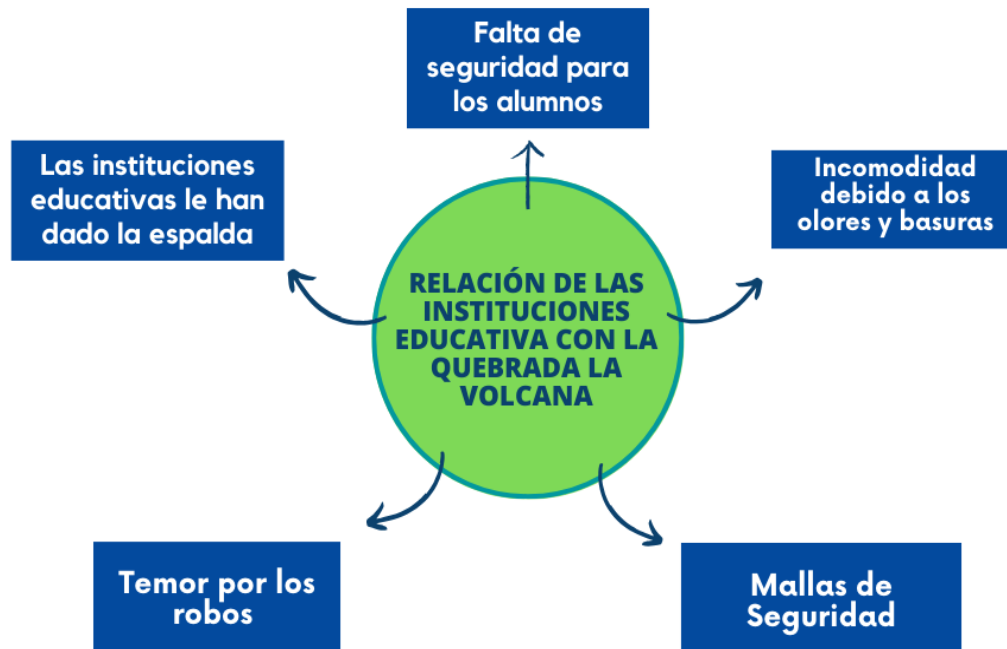 Falta de
seguridad para
los alumnos
Las instituciones
educativas le han
dado la espalda
Incomodidad
debido a los
olores y basuras
RELACIÓN DE LAS
INSTITUCIONES
EDUCATIVA CON LA
QUEBRADA LA
VOLCANA
Temor por los
robos
Mallas de
Seguridad